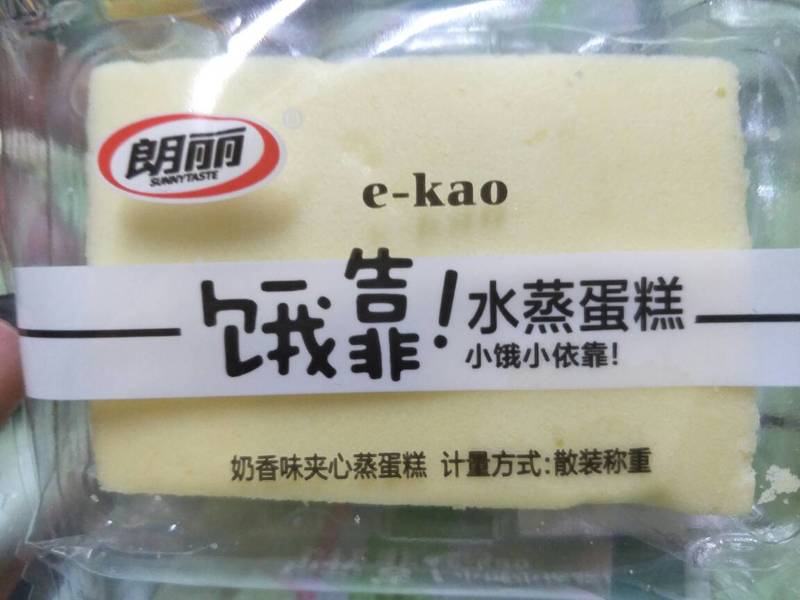 朗丽
SUNNYTASTE
®
e-kao
饿靠!
水蒸蛋糕
小饿小依靠!
奶香味夹心蒸蛋糕 计量方式:散装称重